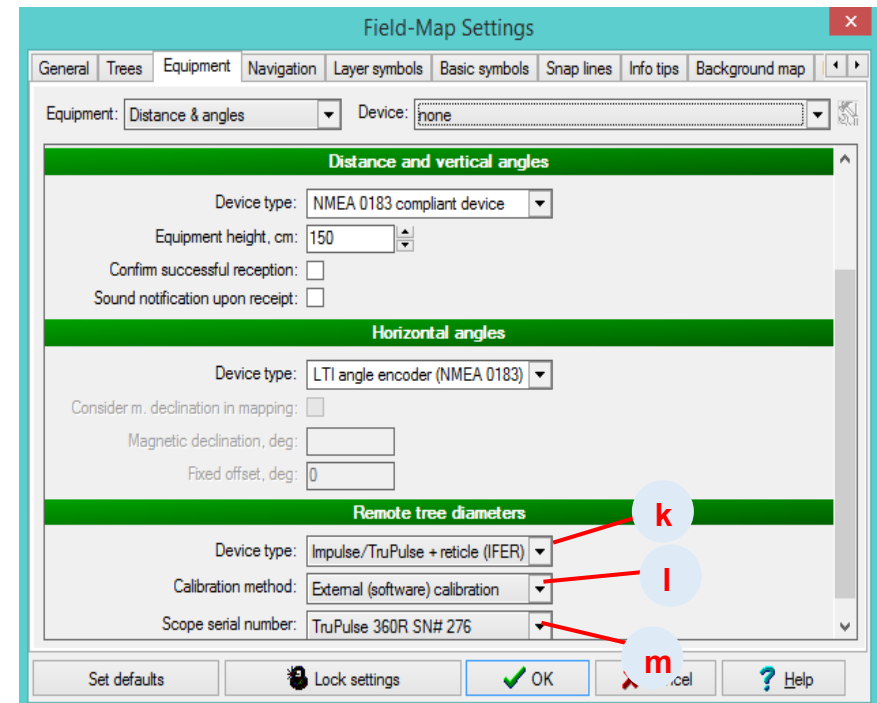 Field-Map Settings
General Trees Equipment Navigation Layer symbols Basic symbols Snap lines Info tips Background map
Equipment: Distance & angles Device: none
Distance and vertical angles
Device type: NMEA 0183 compliant device
Equipment height, cm: 150
Confirm successful reception:
Sound notification upon receipt:
Horizontal angles
Device type: LTI angle encoder (NMEA 0183)
Consider m. declination in mapping:
Magnetic declination, deg:
Fixed offset, deg: 0
Remote tree diameters
k
Device type: Impulse/TruPulse + reticle (IFER)
l
Calibration method: External (software) calibration
Scope serial number: TruPulse 360R SN# 276
m
Set defaults Lock settings OK Help